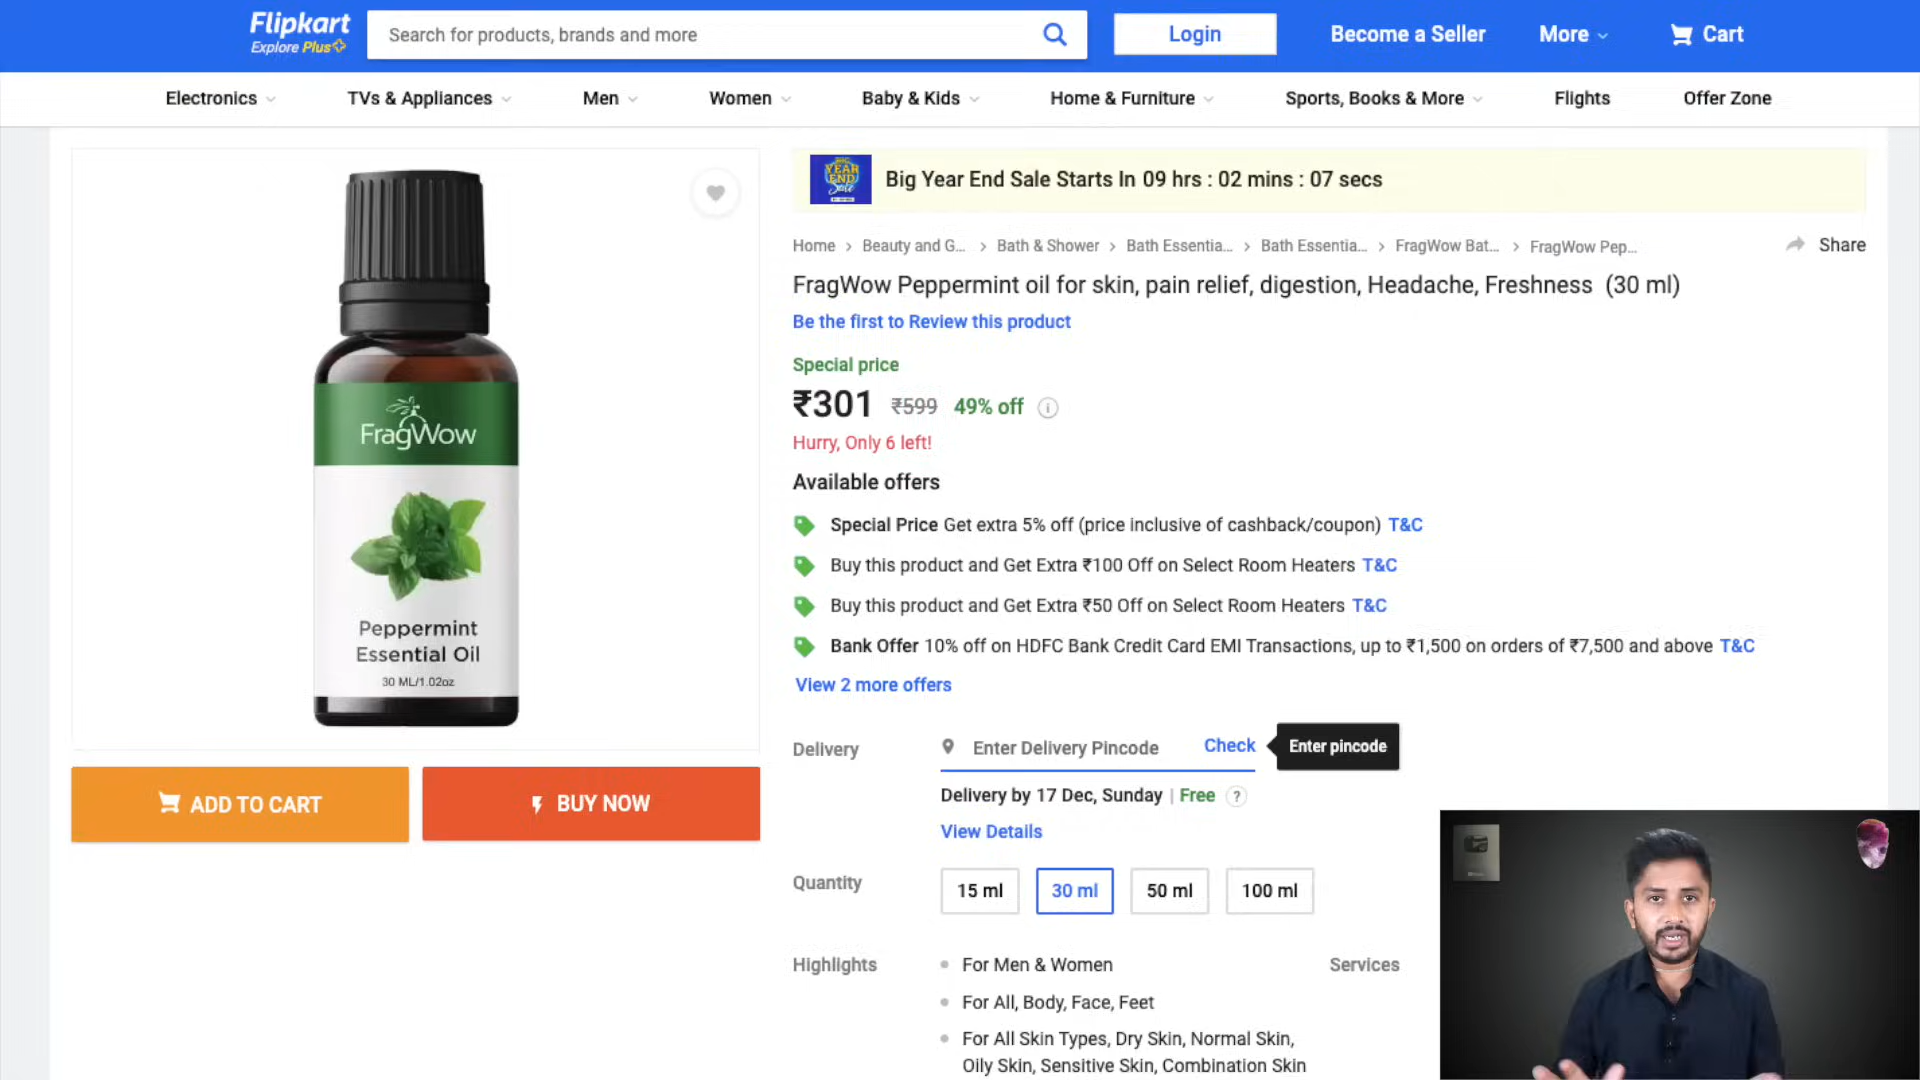 Flipkart
Explore Plus
Search for products, brands and more
Login
Become a Seller
More
Cart
Electronics
TVs & Appliances
Men
Women
Baby & Kids
Home & Furniture
Sports, Books & More
Flights
Offer Zone
FragWow
Peppermint
Essential Oil
30 ML/1.02oz
ADD TO CART
BUY NOW
BIG
YEAR
END
Sale
Big Year End Sale Starts In 09 hrs : 02 mins : 07 secs
Home > Beauty and G... > Bath & Shower > Bath Essentia... > Bath Essentia... > FragWow Bat... > FragWow Pep...
Share
FragWow Peppermint oil for skin, pain relief, digestion, Headache, Freshness (30 ml)
Be the first to Review this product
Special price
₹301 ₹599 49% off
Hurry, Only 6 left!
Available offers
Special Price Get extra 5% off (price inclusive of cashback/coupon) T&C
Buy this product and Get Extra ₹100 Off on Select Room Heaters T&C
Buy this product and Get Extra ₹50 Off on Select Room Heaters T&C
Bank Offer 10% off on HDFC Bank Credit Card EMI Transactions, up to ₹1,500 on orders of ₹7,500 and above T&C
View 2 more offers
Delivery
Enter Delivery Pincode
Check
Enter pincode
Delivery by 17 Dec, Sunday | Free ?
View Details
Quantity
15 ml
30 ml
50 ml
100 ml
Highlights
For Men & Women
For All, Body, Face, Feet
For All Skin Types, Dry Skin, Normal Skin,
Oily Skin, Sensitive Skin, Combination Skin
Services